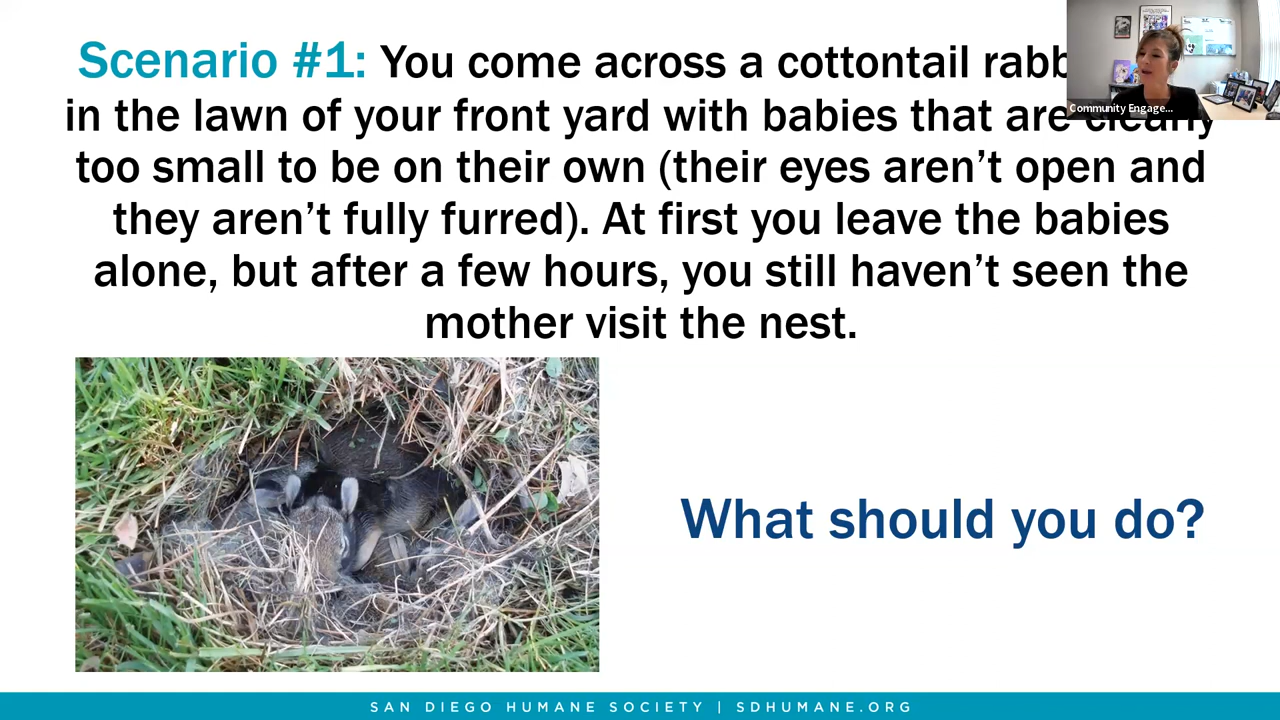 Scenario #1: You come across a cottontail
in the lawn of your front yard with babies that are clearly
too small to be on their own (their eyes aren't open and
they aren't fully furred). At first you leave the babies
alone, but after a few hours, you still haven't seen the
mother visit the nest.
Community Engage...
What should you do?
SAN DIEGO HUMANE SOCIETY | SDHUMANE.ORG